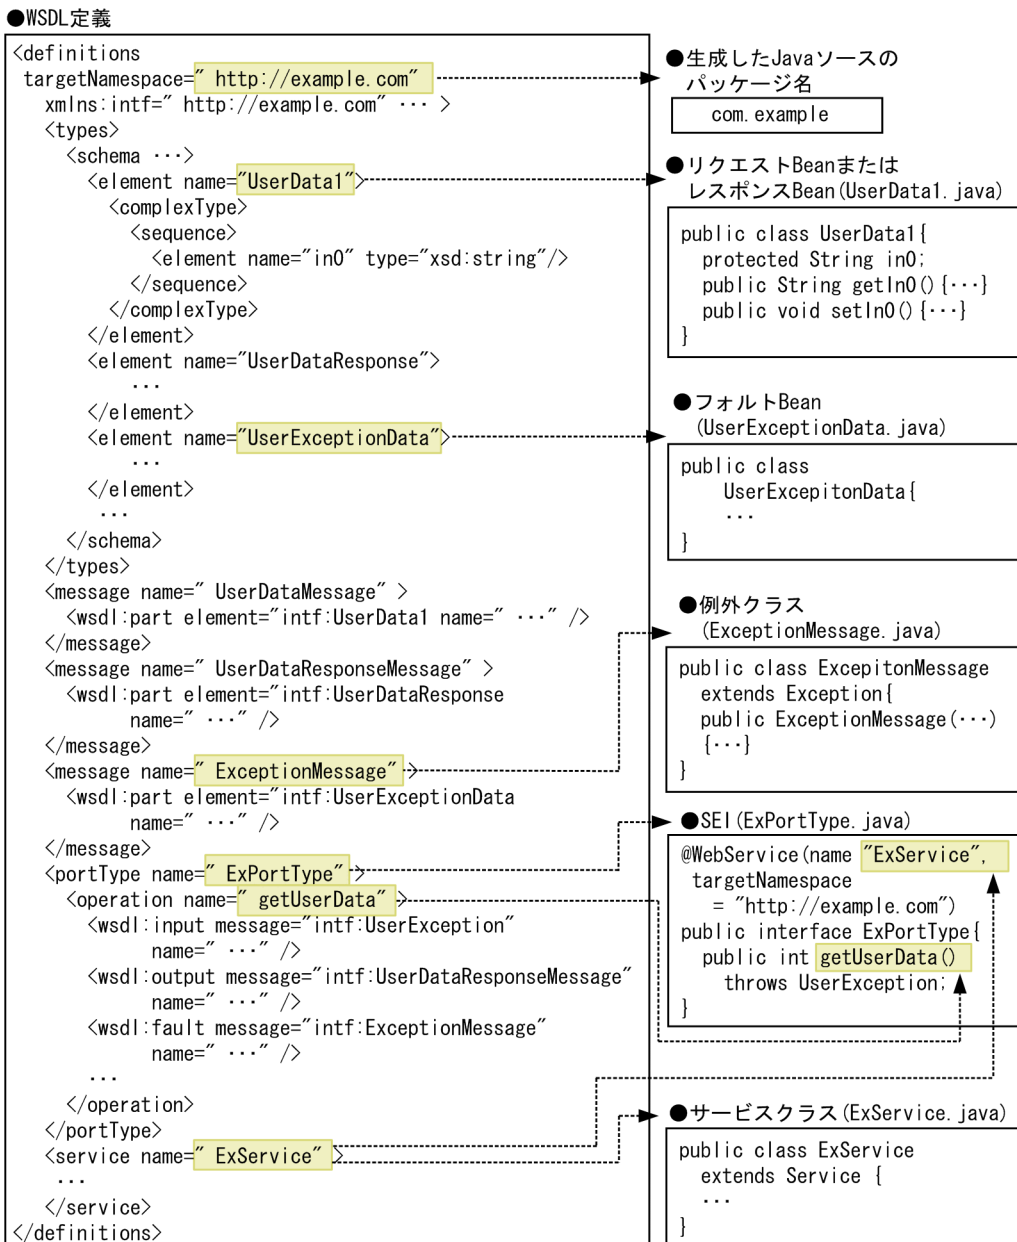 ●WSDL定義
<definitions
targetNamespace=" http://example.com"
xmlns:intf=" http://example.com" ··· >
<types>
<schema ···>
<element name="UserData1">
<complexType>
<sequence>
<element name="in0" type="xsd:string"/>
</sequence>
</complexType>
</element>
<element name="UserDataResponse">
···
</element>
<element name="UserExceptionData">
···
</element>
···
</schema>
</types>
<message name=" UserDataMessage" >
<wsdl:part element="intf:UserData1 name=" ···" />
</message>
<message name=" UserDataResponseMessage" >
<wsdl:part element="intf:UserDataResponse
name=" ···" />
</message>
<message name=" ExceptionMessage" >
<wsdl:part element="intf:UserExceptionData
name=" ···" />
</message>
<portType name=" ExPortType" >
<operation name=" getUserData" >
<wsdl:input message="intf:UserException"
name=" ···" />
<wsdl:output message="intf:UserDataResponseMessage"
name=" ···" />
<wsdl:fault message="intf:ExceptionMessage"
name=" ···" />
···
</operation>
</portType>
<service name=" ExService" >
···
</service>
</definitions>
●生成したJavaソースの
パッケージ名
com.example
●リクエストBeanまたは
レスポンスBean(UserData1.java)
public class UserData1{
protected String in0;
public String getIn0(){···}
public void setIn0(){···}
}
●フォルトBean
(UserExceptionData.java)
public class
UserExcepitonData{
···
}
●例外クラス
(ExceptionMessage.java)
public class ExcepitonMessage
extends Exception{
public ExceptionMessage(···)
{···}
}
●SEI(ExPortType.java)
@WebService(name "ExService",
targetNamespace
= "http://example.com")
public interface ExPortType{
public int getUserData()
throws UserException;
}
●サービスクラス(ExService.java)
public class ExService
extends Service {
···
}